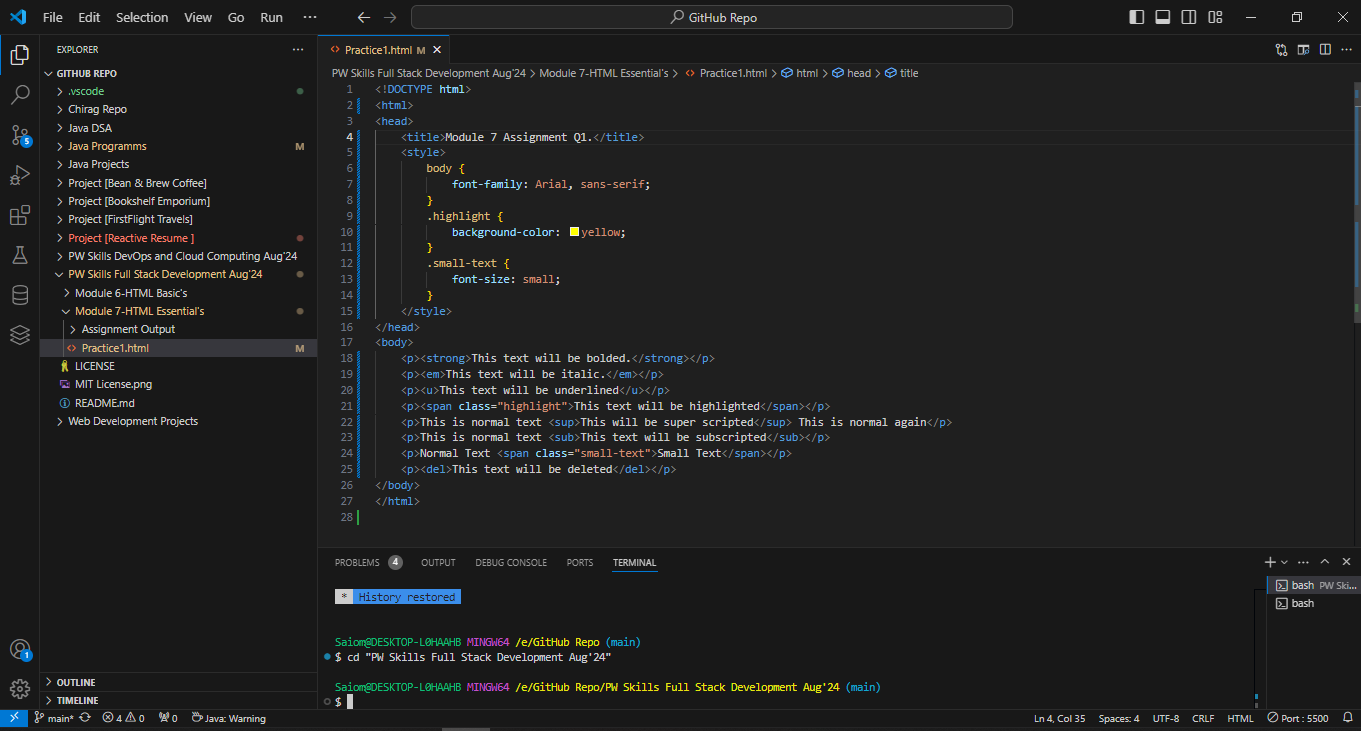 File Edit Selection View Go Run ··· GitHub Repo
EXPLORER ···
GITHUB REPO
.vscode
Chirag Repo
Java DSA
Java Programms M
Java Projects
Project [Bean & Brew Coffee]
Project [Bookshelf Emporium]
Project [FirstFlight Travels]
Project [Reactive Resume ]
PW Skills DevOps and Cloud Computing Aug'24
PW Skills Full Stack Development Aug'24
Module 6-HTML Basic's
Module 7-HTML Essential's
Assignment Output
Practice1.html M
LICENSE
MIT License.png
README.md
Web Development Projects
OUTLINE
TIMELINE
5
1
Practice1.html M
PW Skills Full Stack Development Aug'24 > Module 7-HTML Essential's > Practice1.html > html > head > title
1 <!DOCTYPE html>
2 <html>
3 <head>
4     <title>Module 7 Assignment Q1.</title>
5     <style>
6         body {
7             font-family: Arial, sans-serif;
8         }
9         .highlight {
10             background-color: yellow;
11         }
12         .small-text {
13             font-size: small;
14         }
15     </style>
16 </head>
17 <body>
18     <p><strong>This text will be bolded.</strong></p>
19     <p><em>This text will be italic.</em></p>
20     <p><u>This text will be underlined</u></p>
21     <p><span class="highlight">This text will be highlighted</span></p>
22     <p>This is normal text <sup>This will be super scripted</sup> This is normal again</p>
23     <p>This is normal text <sub>This text will be subscripted</sub></p>
24     <p>Normal Text <span class="small-text">Small Text</span></p>
25     <p><del>This text will be deleted</del></p>
26 </body>
27 </html>
28
PROBLEMS 4 OUTPUT DEBUG CONSOLE PORTS TERMINAL
* History restored
Saiom@DESKTOP-L0HAAHB MINGW64 /e/GitHub Repo (main)
$ cd "PW Skills Full Stack Development Aug'24"
Saiom@DESKTOP-L0HAAHB MINGW64 /e/GitHub Repo/PW Skills Full Stack Development Aug'24 (main)
$
bash PW Ski...
bash
main* 4 0 0 Java: Warning Ln 4, Col 35 Spaces: 4 UTF-8 CRLF HTML Port : 5500